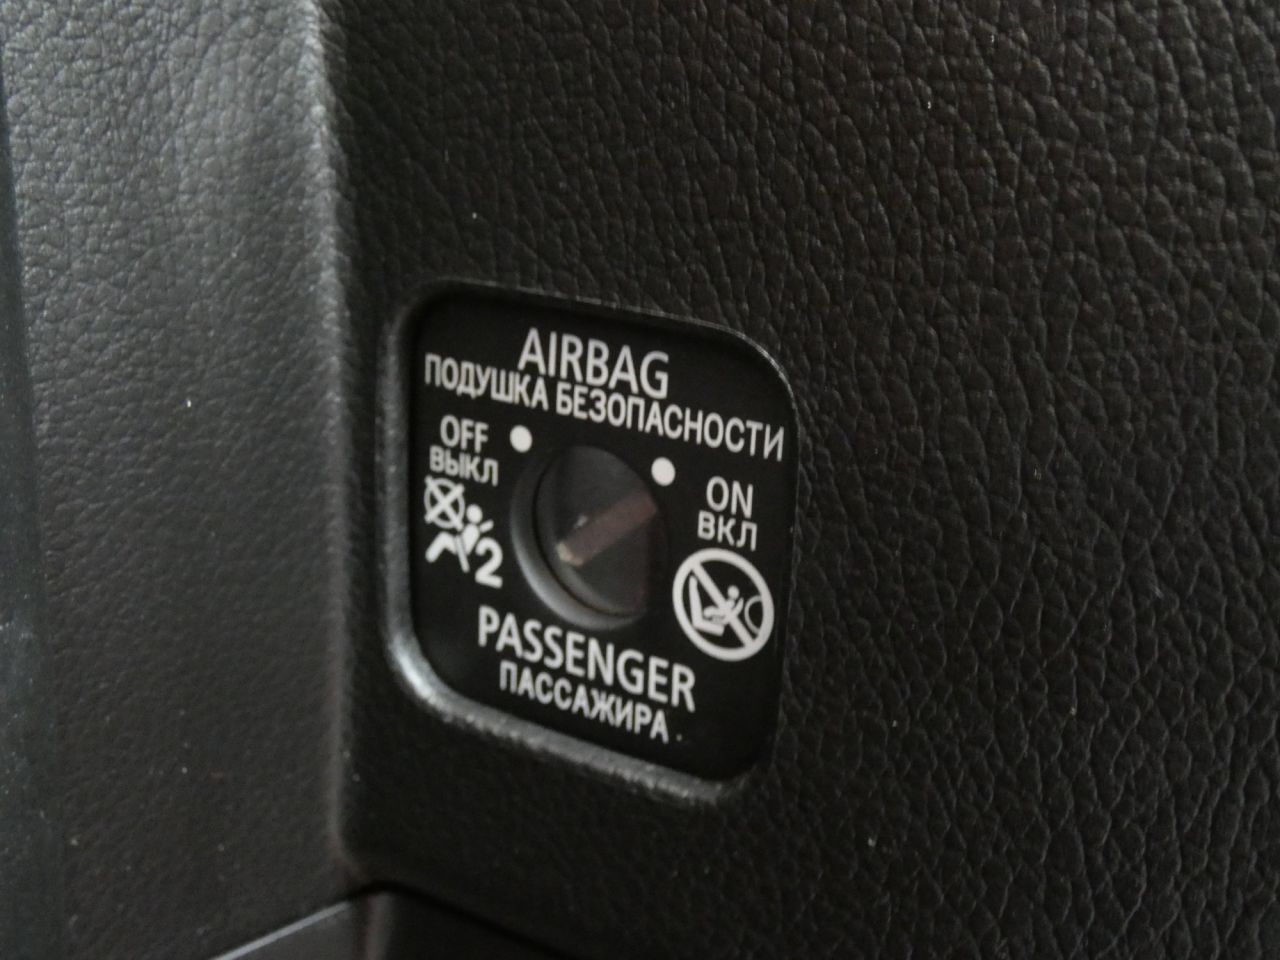 AIRBAG
ПОДУШКА БЕЗОПАСНОСТИ
OFF
ВЫКЛ
2
ON
ВКЛ
PASSENGER
ПАССАЖИРА